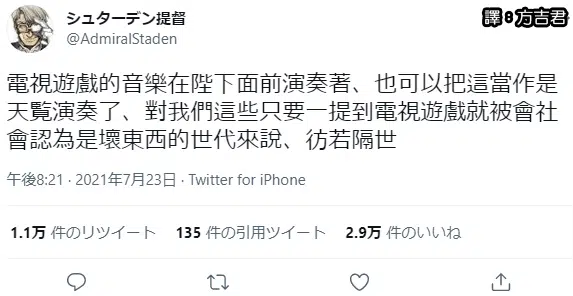 譯:方吉君
シュターデン提督
@AdmiralStaden
電視遊戲的音樂在陛下面前演奏著、也可以把這當作是
天覧演奏了、對我們這些只要一提到電視遊戲就被會社
會認為是壞東西的世代來說、彷若隔世
午後8:21 · 2021年7月23日 · Twitter for iPhone
1.1万 件のリツイート 135 件の引用ツイート 2.9万 件のいいね